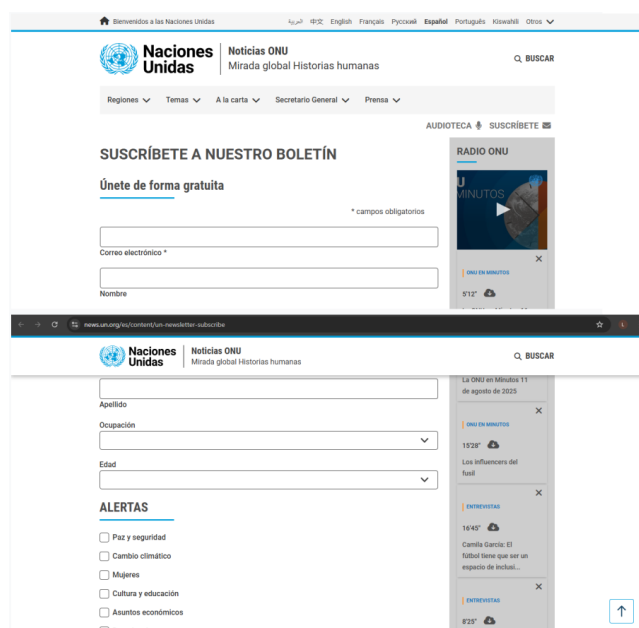 Bienvenidos a las Naciones Unidas
العربية 中文 English Français Русский Español Português Kiswahili Otros
Naciones Unidas
Noticias ONU
Mirada global Historias humanas
BUSCAR
Regiones Temas A la carta Secretario General Prensa
AUDIOTECA SUSCRÍBETE
SUSCRÍBETE A NUESTRO BOLETÍN
Únete de forma gratuita
* campos obligatorios
Correo electrónico *
Nombre
RADIO ONU
U
MINUTOS
ONU EN MINUTOS
5'12"
news.un.org/es/content/un-newsletter-subscribe
L
Naciones Unidas
Noticias ONU
Mirada global Historias humanas
BUSCAR
Apellido
Ocupación
Edad
ALERTAS
Paz y seguridad
Cambio climático
Mujeres
Cultura y educación
Asuntos económicos
La ONU en Minutos 11
de agosto de 2025
ONU EN MINUTOS
15'28"
Los influencers del
fusil
ENTREVISTAS
16'45"
Camila García: El
fútbol tiene que ser un
espacio de inclusi...
ENTREVISTAS
8'25"